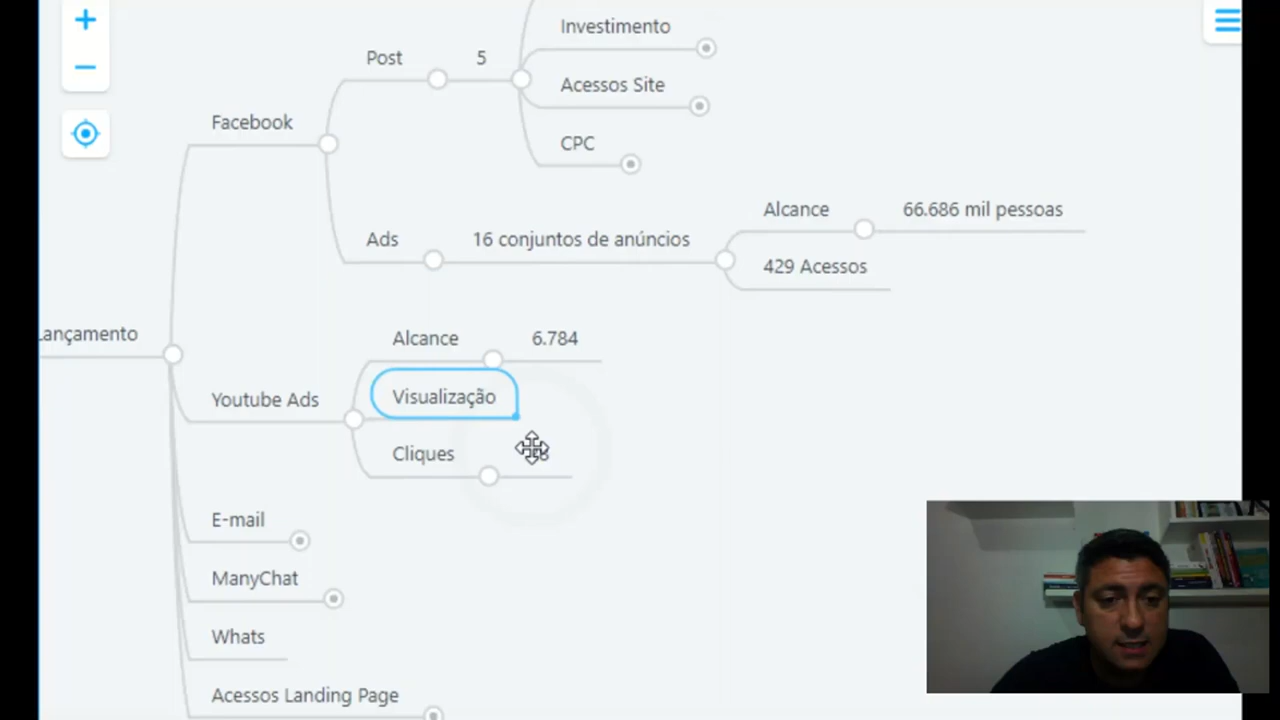 Investimento
Post
5
Acessos Site
Facebook
CPC
Alcance
66.686 mil pessoas
Ads
16 conjuntos de anúncios
429 Acessos
Lançamento
Alcance
6.784
Visualização
Youtube Ads
Cliques
E-mail
ManyChat
Whats
Acessos Landing Page